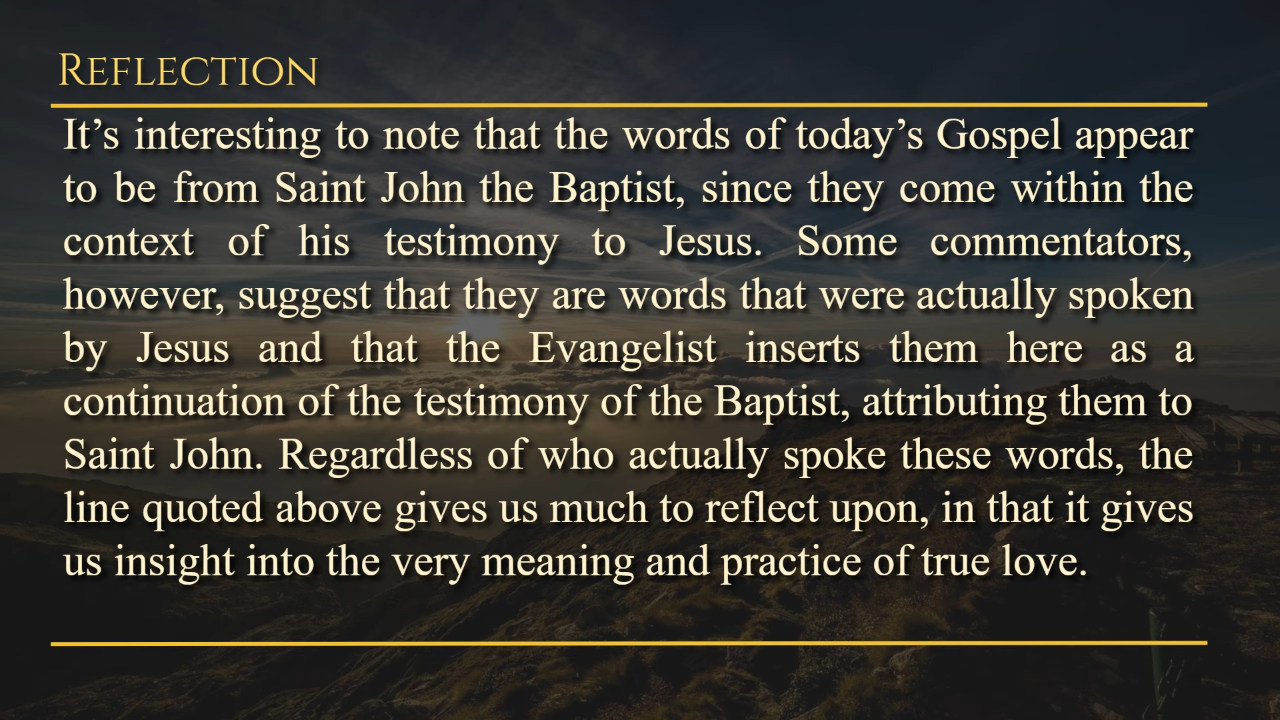 Reflection
It’s interesting to note that the words of today’s Gospel appear
to be from Saint John the Baptist, since they come within the
context of his testimony to Jesus. Some commentators,
however, suggest that they are words that were actually spoken
by Jesus and that the Evangelist inserts them here as a
continuation of the testimony of the Baptist, attributing them to
Saint John. Regardless of who actually spoke these words, the
line quoted above gives us much to reflect upon, in that it gives
us insight into the very meaning and practice of true love.